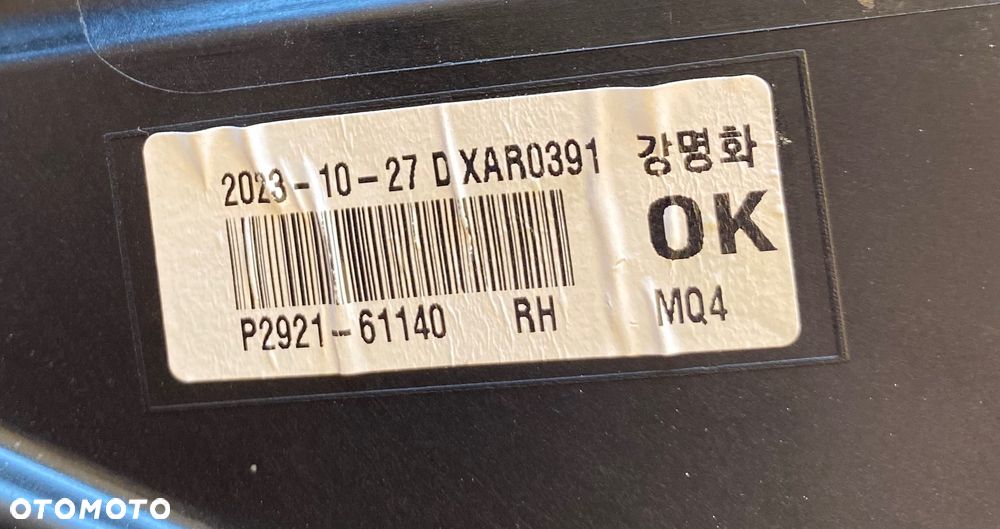 2023-10-27 D XAR0391 강명화
OK
P2921-61140 RH MQ4
OTOMOTO